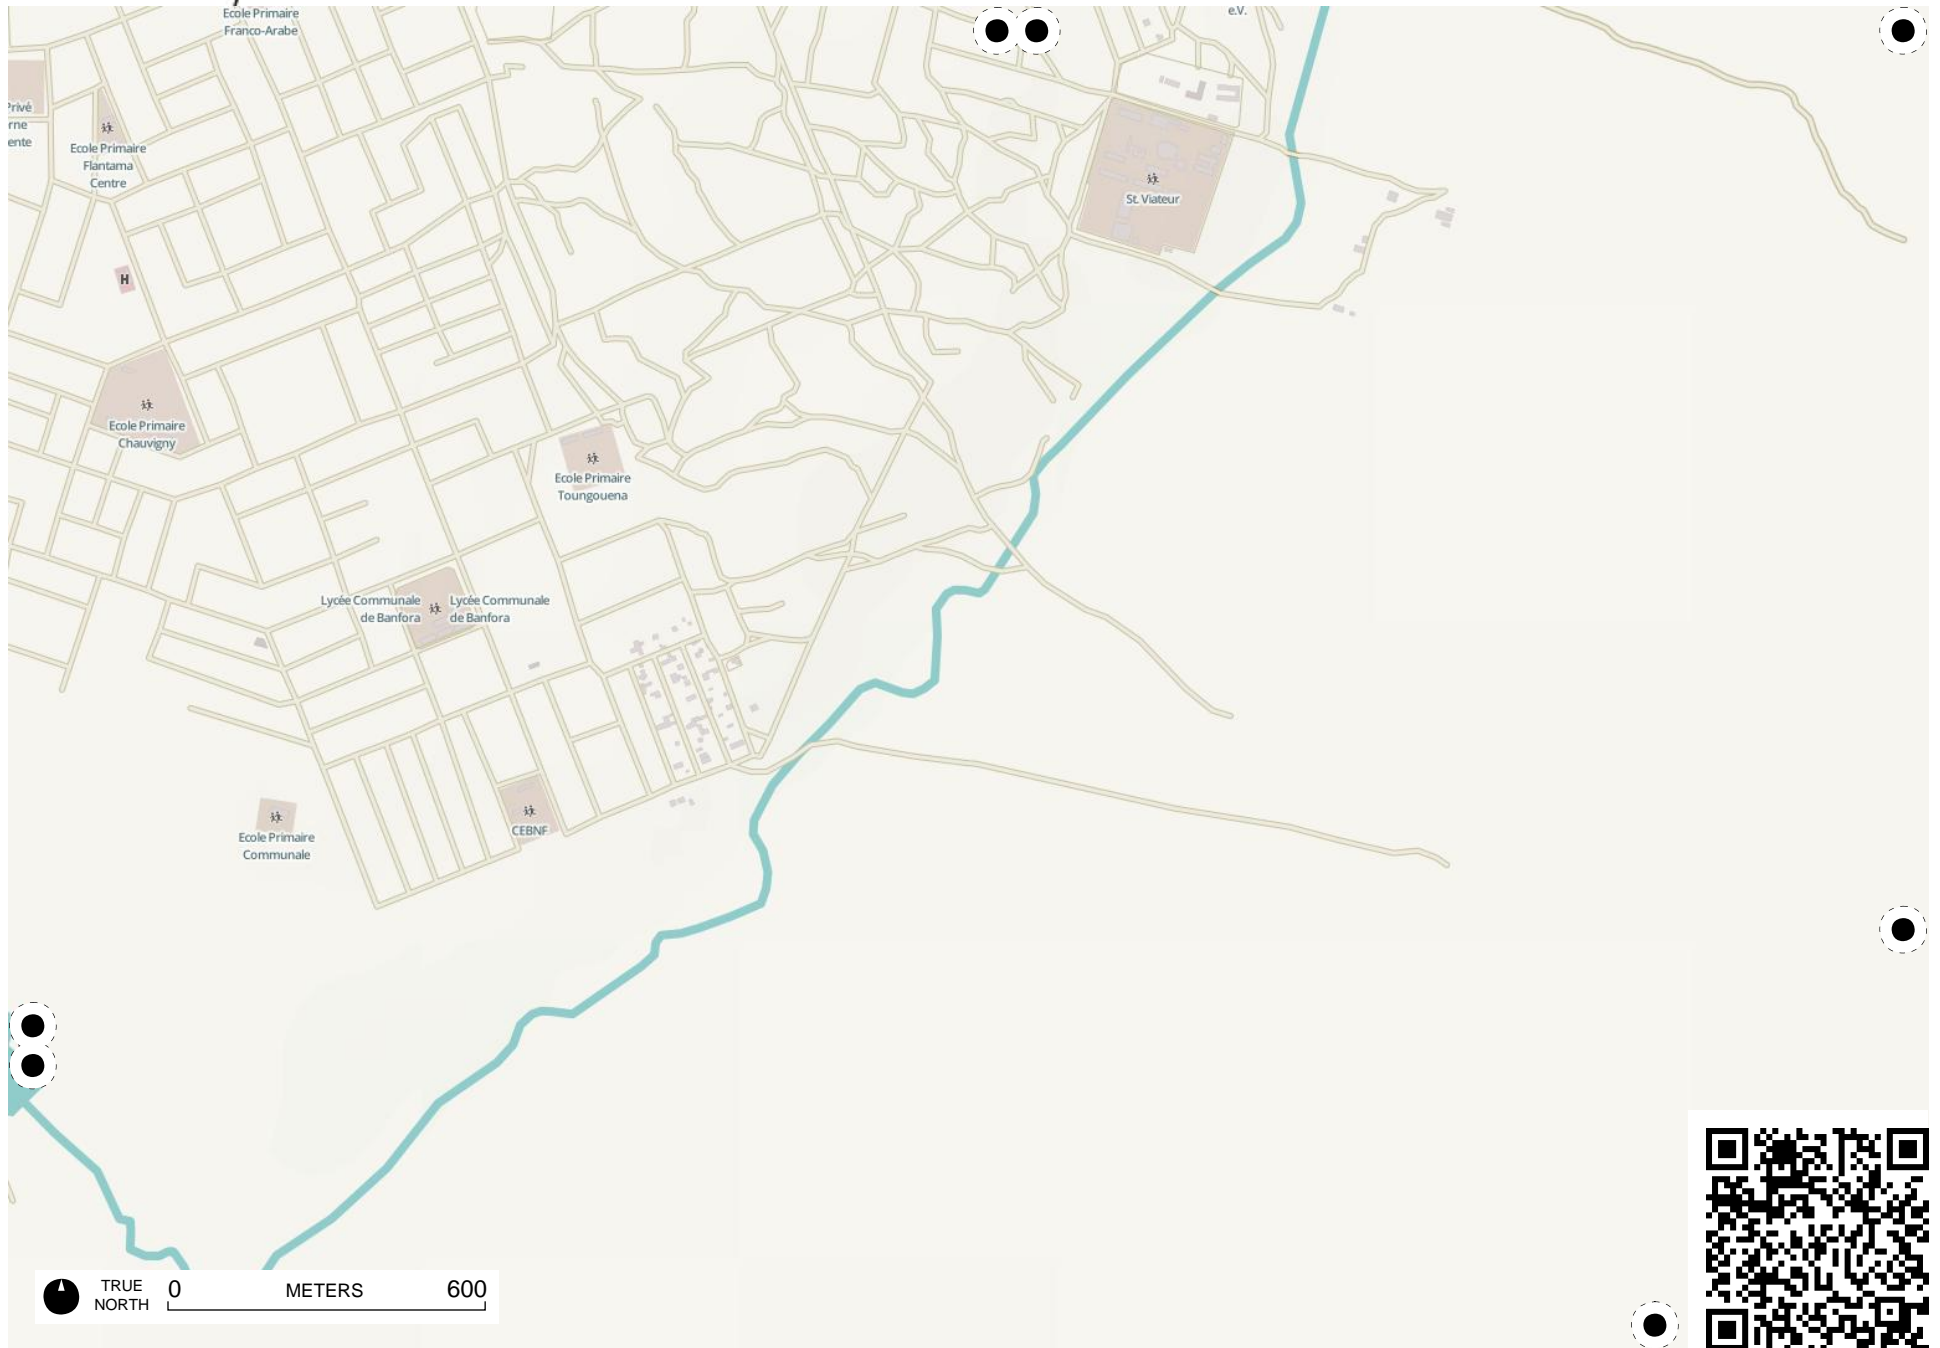 Ecole Primaire
Franco-Arabe
e.V.
Privé
rne
ente
Ecole Primaire
Flantama
Centre
St. Viateur
H
Ecole Primaire
Chauvigny
Ecole Primaire
Toungouena
Lycée Communale
de Banfora
Lycée Communale
de Banfora
CEBNF
Ecole Primaire
Communale
TRUE
NORTH
0 METERS 600